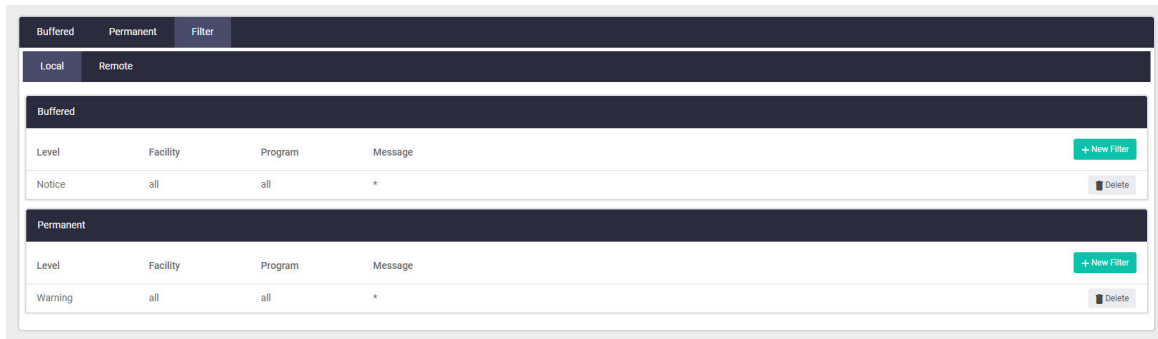 Buffered Permanent Filter
Local Remote
Buffered
Level Facility Program Message + New Filter
Notice all all * Delete
Permanent
Level Facility Program Message + New Filter
Warning all all * Delete